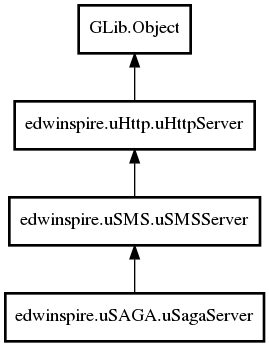 GLib.Object
edwinspire.uHttp.uHttpServer
edwinspire.uSMS.uSMSServer
edwinspire.uSAGA.uSagaServer